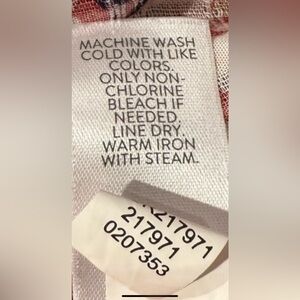 MACHINE WASH
COLD WITH LIKE
COLORS.
ONLY NON-
CHLORINE
BLEACH IF
NEEDED.
LINE DRY.
WARM IRON
WITH STEAM.
217971
217971
0207353